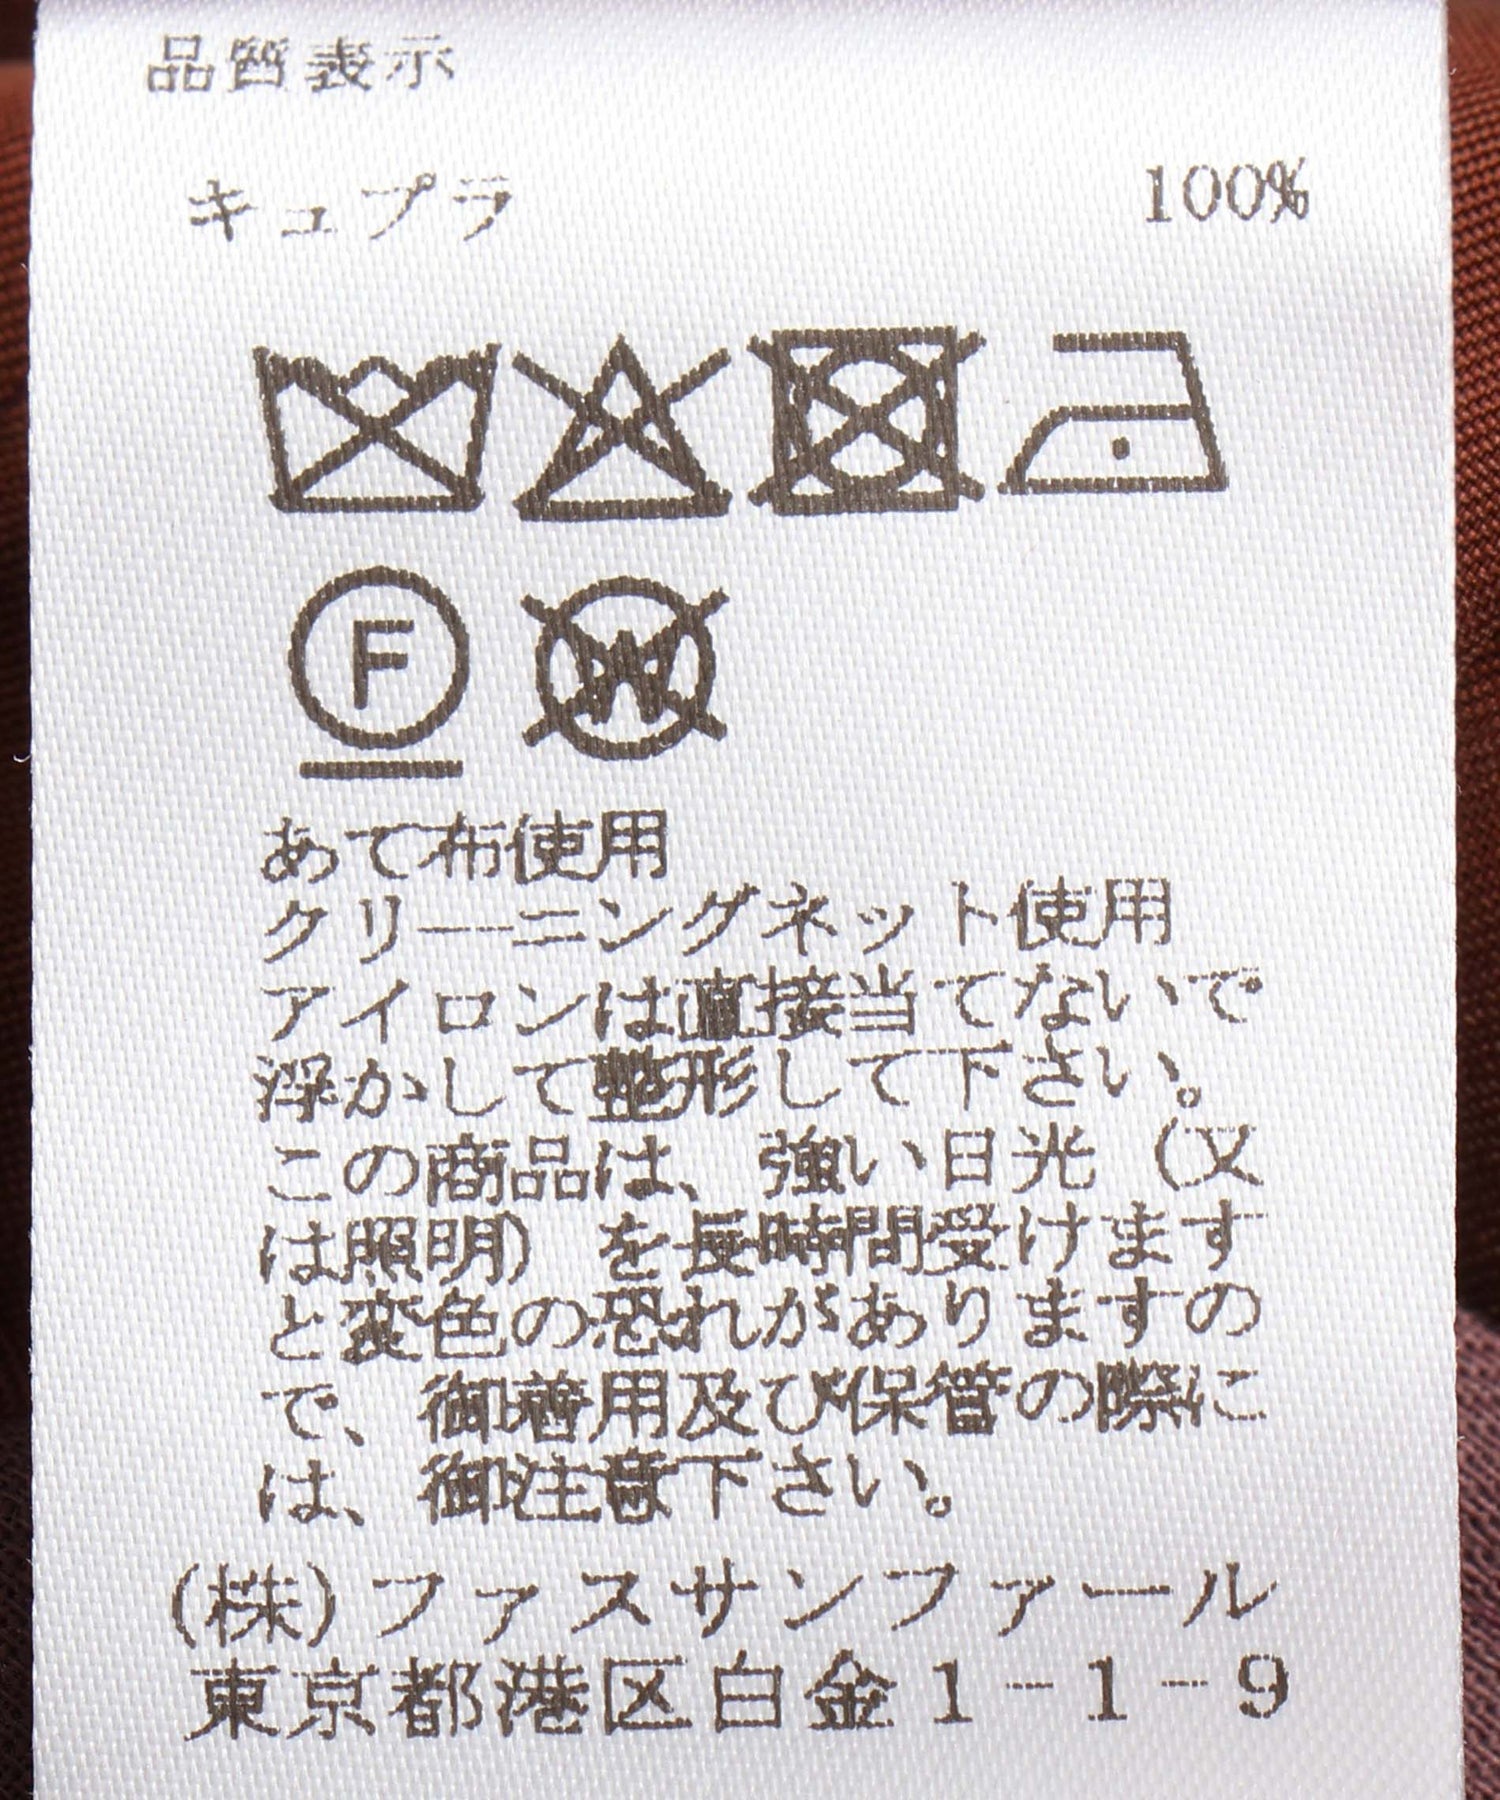 品質表示
キュプラ 100%
F W
あて布使用
クリーニングネット使用
アイロンは直接当てないで
浮かして整形して下さい。
この商品は、強い日光（又
は照明）を長時間受けます
と変色の恐れがありますの
で、御着用及び保管の際に
は、御注意下さい。
(株)ファスサンファール
東京都港区白金1-1-9